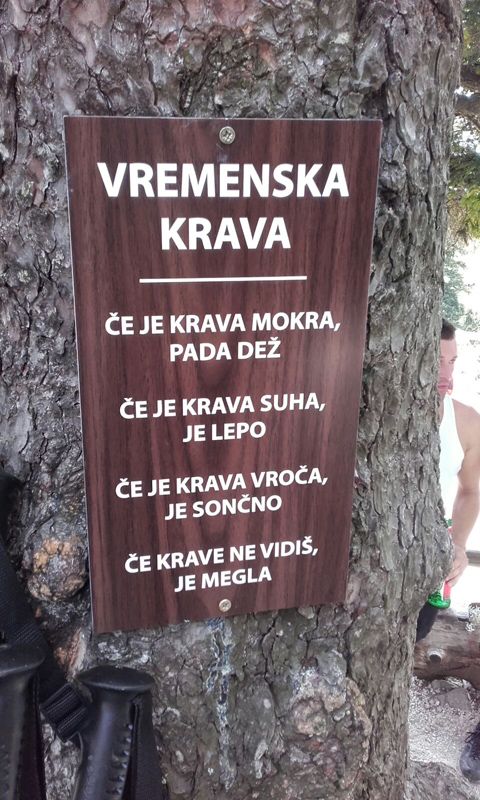 VREMENSKA
KRAVA
ČE JE KRAVA MOKRA,
PADA DEŽ
ČE JE KRAVA SUHA,
JE LEPO
ČE JE KRAVA VROČA,
JE SONČNO
ČE KRAVE NE VIDIŠ,
JE MEGLA